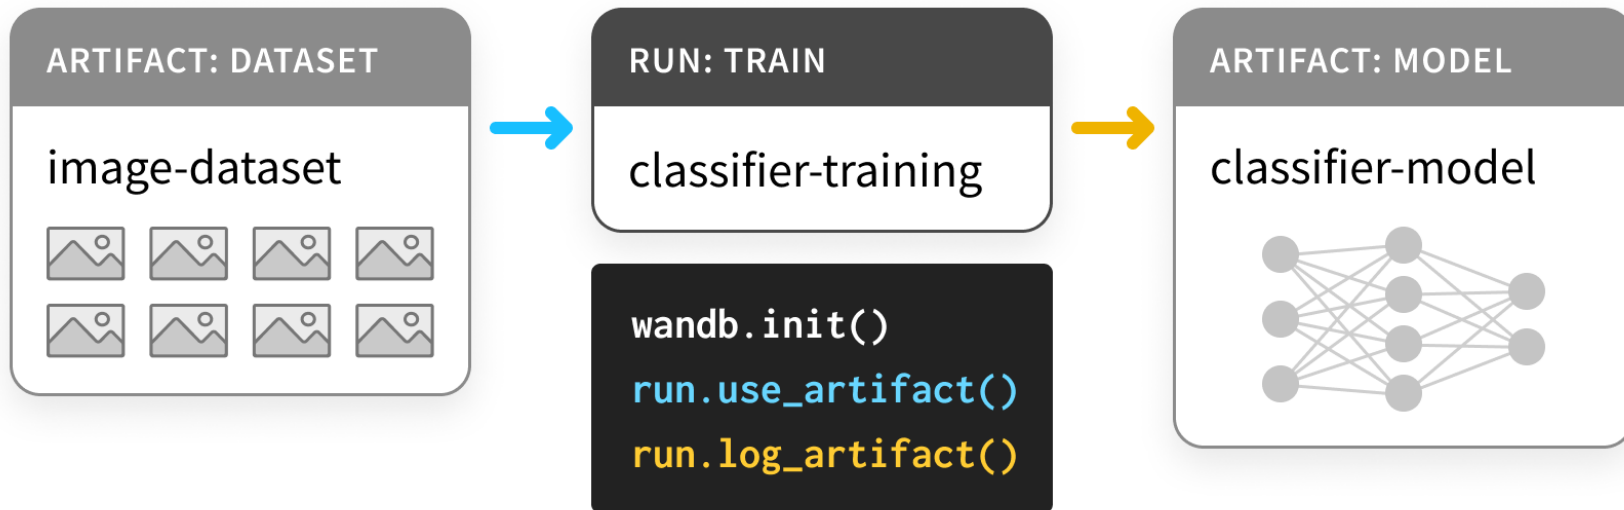 ARTIFACT: DATASET
image-dataset
RUN: TRAIN
classifier-training
wandb.init()
run.use_artifact()
run.log_artifact()
ARTIFACT: MODEL
classifier-model